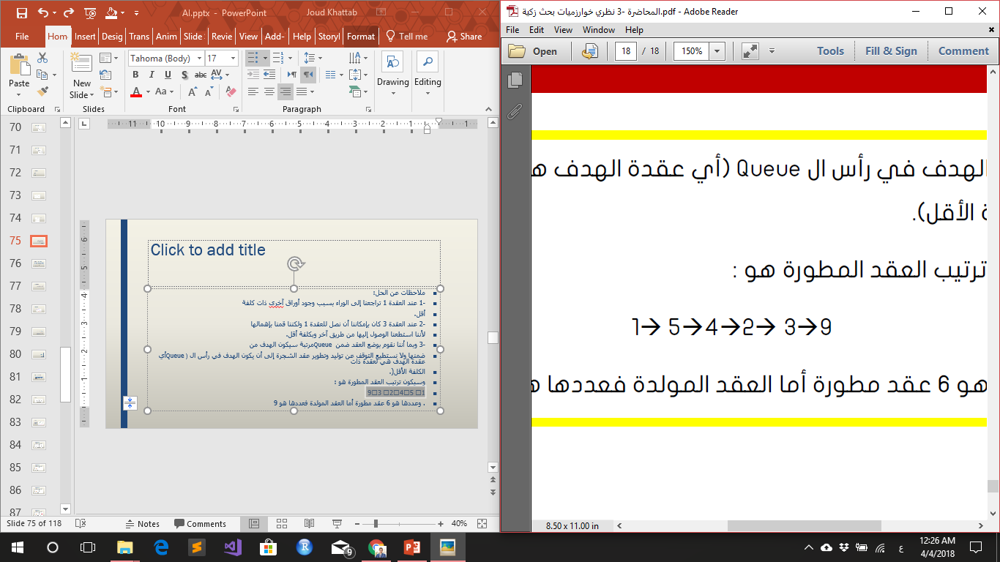 AI.pptx - PowerPoint
Joud Khattab
File Hom Insert Desig Trans Anim Slide Revie View Add- Help Storyl Format Tell me Share
Paste
New Slide
Tahoma (Body) 17
B I U S abc AV
A Aa A A
Drawing
Editing
Clipboard Slides Font Paragraph
11 10 9 8 7 6 5 4 3 2 1 1
70
71
72
73
74
75
76
77
78
79
80
81
82
83
84
85
86
87
Click to add title
ملاحظات عن الحل:
1- عند العقدة 1 تراجعنا إلى الوراء بسبب وجود أوراق أخرى ذات كلفة
أقل.
2- عند العقدة 3 كان بإمكاننا أن نصل للعقدة 1 ولكننا قمنا بإهمالها
لأننا استطعنا الوصول إليها من طريق آخر وبكلفة أقل.
3- وبما أننا نقوم بوضع العقد ضمن Queue مرتبة سيكون الهدف من
ضمنها ولا نستطيع التوقف عن توليد وتطوير عقد الشجرة إلى أن يكون الهدف في رأس ال Queue ) أي
عقدة الهدف هي لعقدة ذات
الكلفة الأقل(.
وسيكون ترتيب العقد المطورة هو :
9□3 □2□4□5 □1
. وعددها هو 6 عقد مطورة أما العقد المولدة فعددها هو 9
Slide 75 of 118 Notes Comments 40%
المحاضرة -3 نظري خوارزميات بحث زكية.pdf - Adobe Reader
File Edit View Window Help
Open 18 / 18 150% Tools Fill & Sign Comment
لهدف في رأس ال Queue (أي عقدة الهدف ه
ة الأقل).
ترتيب العقد المطورة هو :
1→ 5→4→2→ 3→9
هو 6 عقد مطورة أما العقد المولدة فعددها ه
8.50 x 11.00 in
9
ع
12:26 AM
4/4/2018